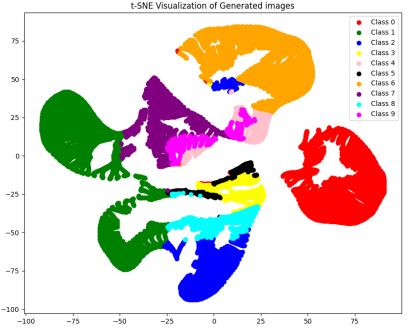 t-SNE Visualization of Generated images
Class 0
Class 1
Class 2
Class 3
Class 4
Class 5
Class 6
Class 7
Class 8
Class 9
75
50
25
0
−25
−50
−75
−100
−100
−75
−50
−25
0
25
50
75